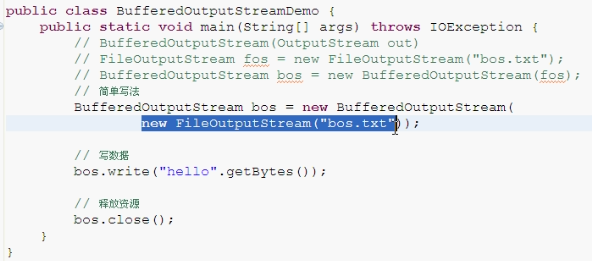 public class BufferedOutputStreamDemo {
    public static void main(String[] args) throws IOException {
        // BufferedOutputStream(OutputStream out)
        // FileOutputStream fos = new FileOutputStream("bos.txt");
        // BufferedOutputStream bos = new BufferedOutputStream(fos);
        // 简单写法
        BufferedOutputStream bos = new BufferedOutputStream(
                new FileOutputStream("bos.txt"));

        // 写数据
        bos.write("hello".getBytes());

        // 释放资源
        bos.close();
    }
}